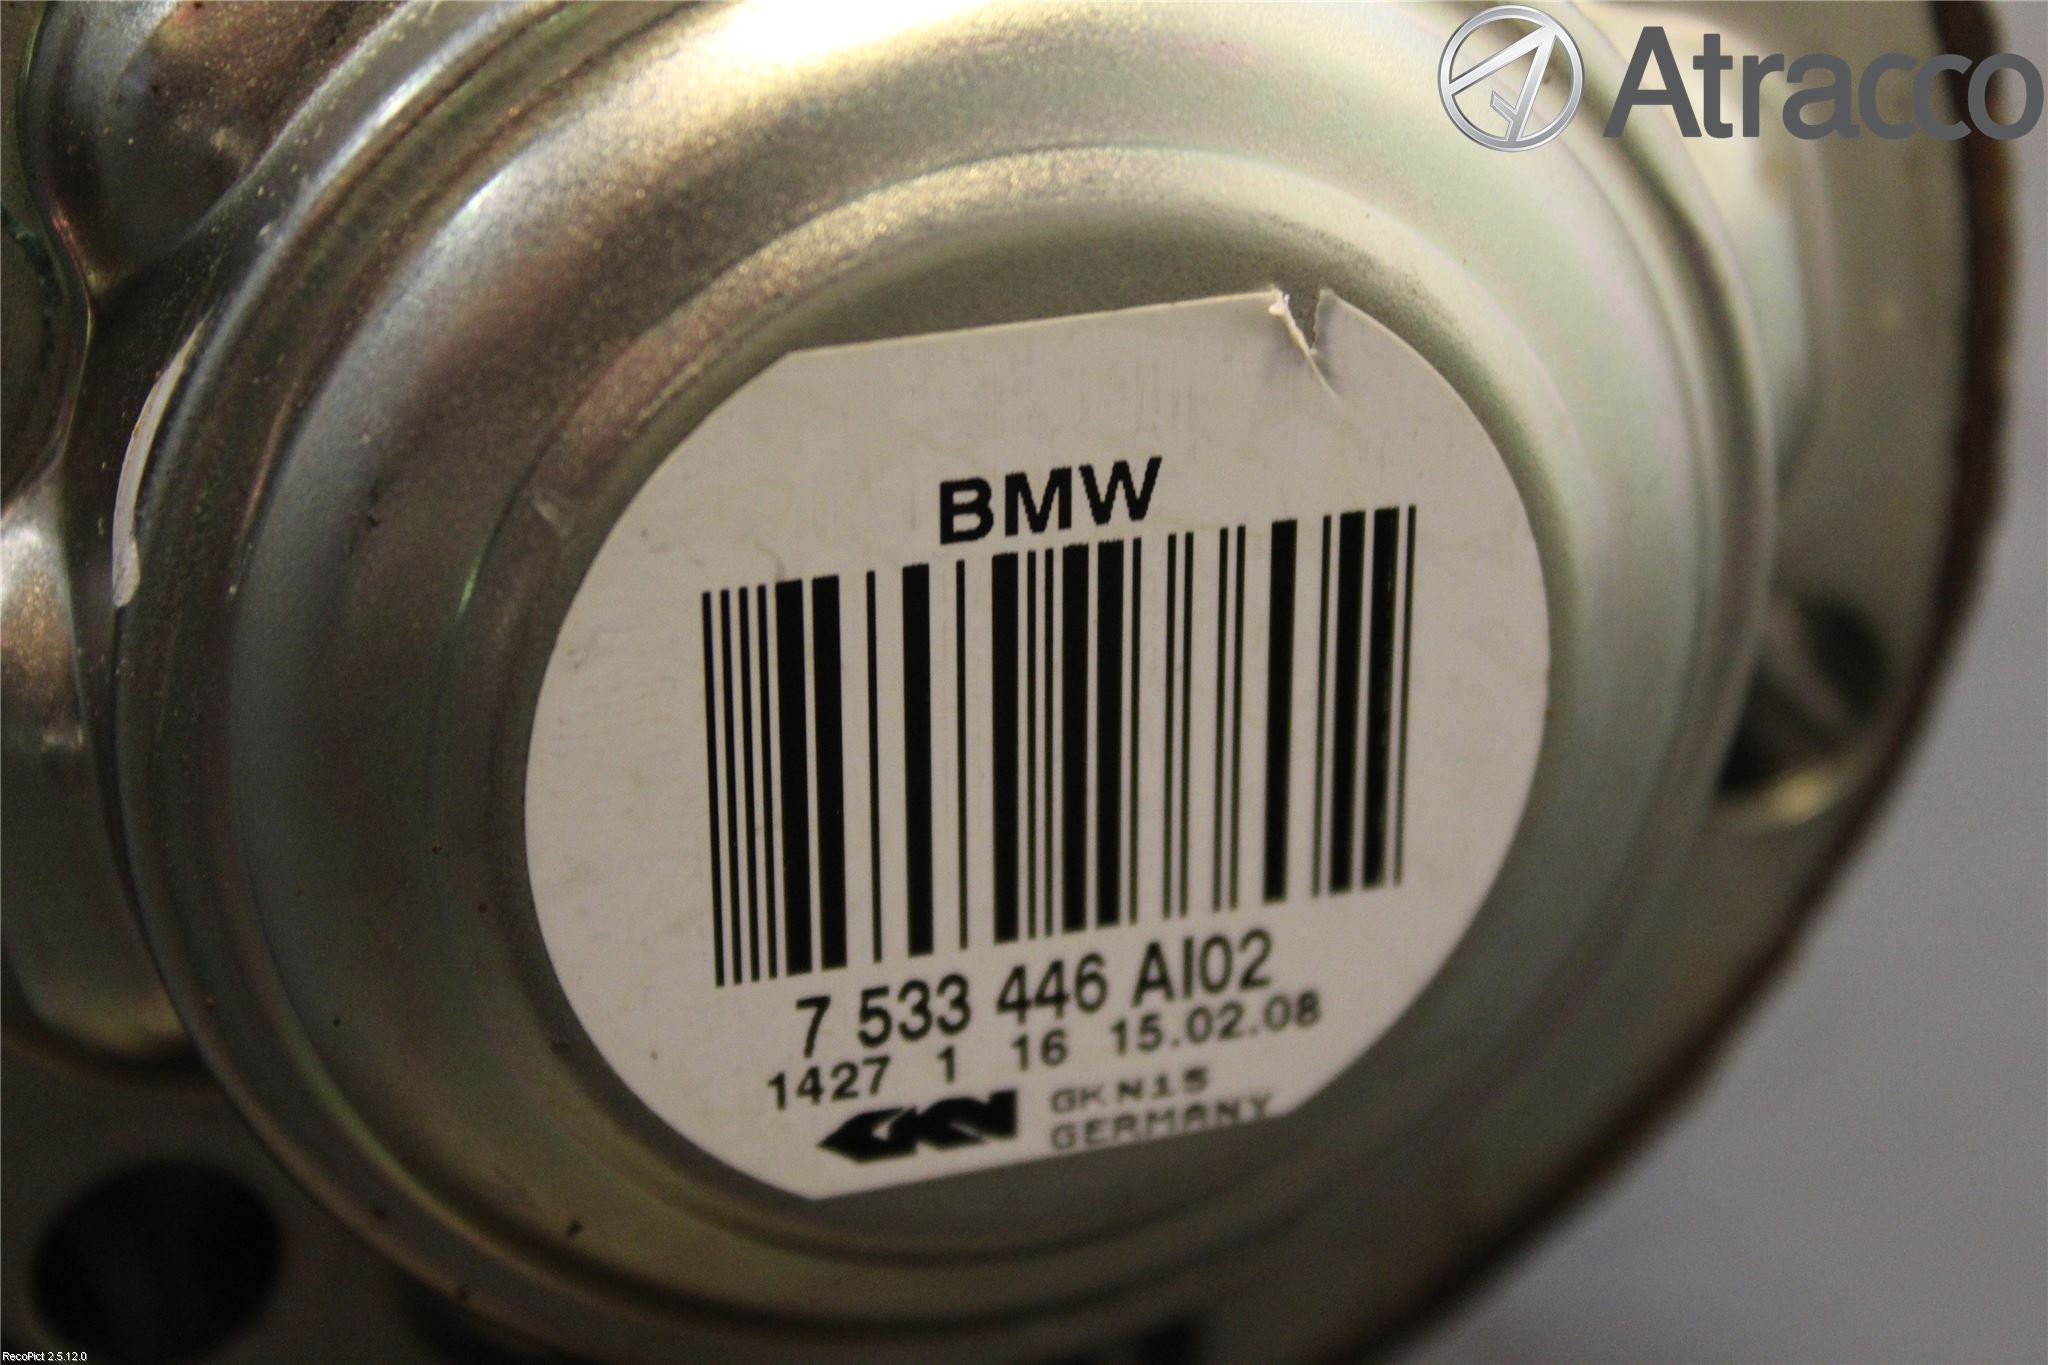 Atracco
BMW
7 533 446 AI02
1427 1 16 15.02.08
GKN GKN15
GERMANY
RecoPict 2.5.12.0